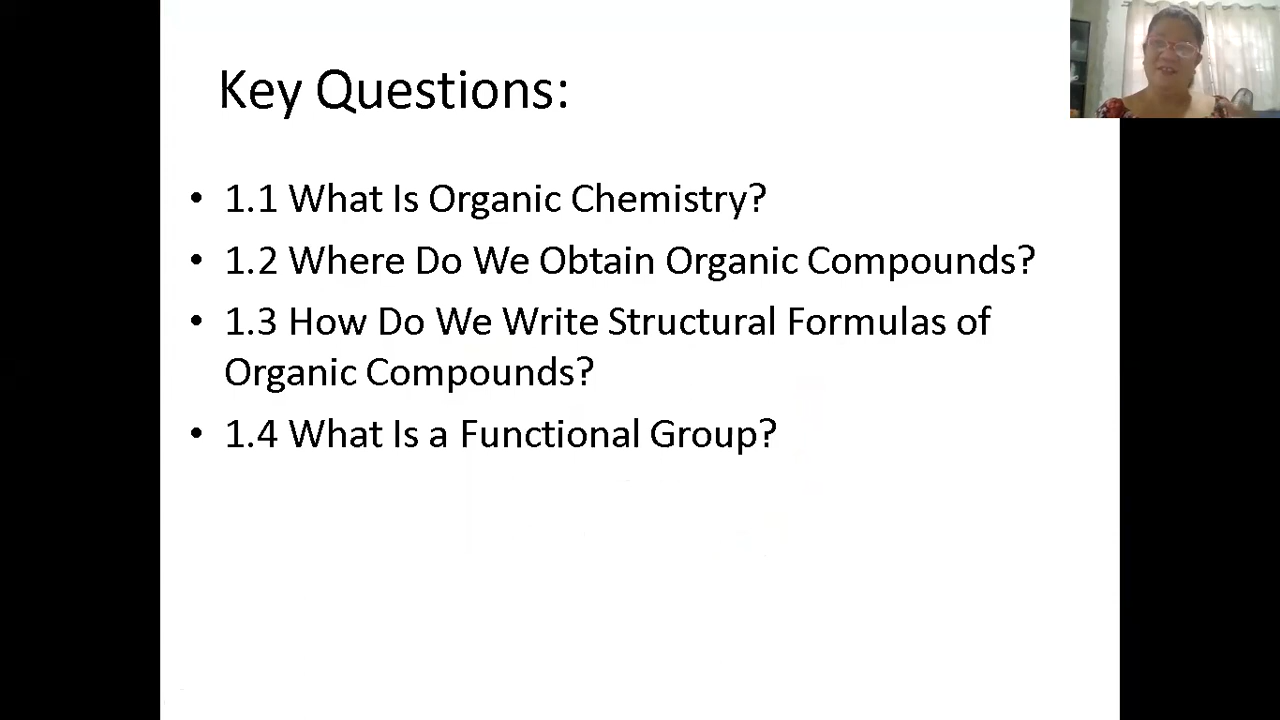 Key Questions:
• 1.1 What Is Organic Chemistry?
• 1.2 Where Do We Obtain Organic Compounds?
• 1.3 How Do We Write Structural Formulas of
Organic Compounds?
• 1.4 What Is a Functional Group?